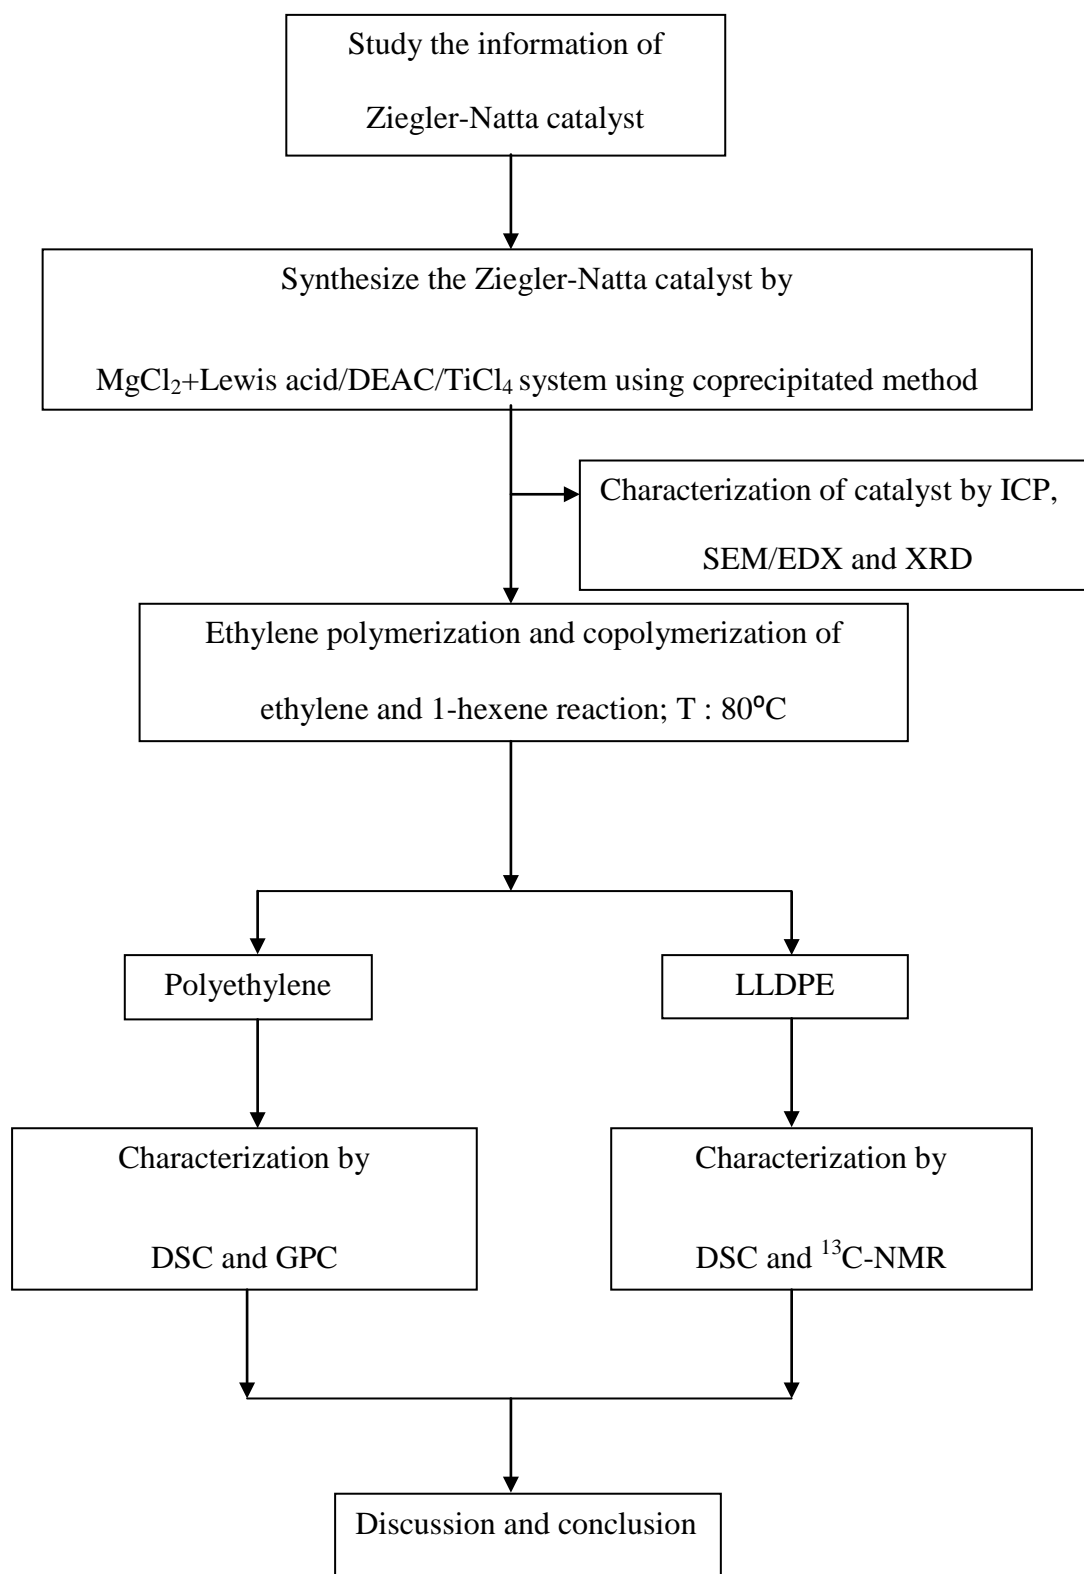 Study the information of
Ziegler-Natta catalyst
Synthesize the Ziegler-Natta catalyst by
MgCl₂+Lewis acid/DEAC/TiCl₄ system using coprecipitated method
Characterization of catalyst by ICP,
SEM/EDX and XRD
Ethylene polymerization and copolymerization of
ethylene and 1-hexene reaction; T : 80⁰C
Polyethylene
LLDPE
Characterization by
DSC and GPC
Characterization by
DSC and ¹³C-NMR
Discussion and conclusion